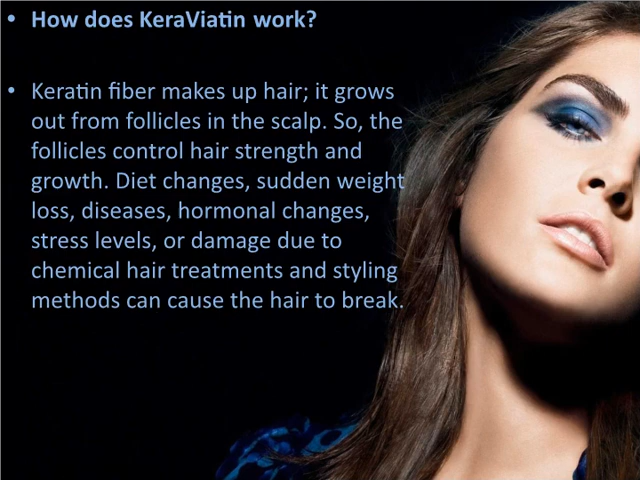 • How does KeraViatin work?
• Keratin fiber makes up hair; it grows
out from follicles in the scalp. So, the
follicles control hair strength and
growth. Diet changes, sudden weight
loss, diseases, hormonal changes,
stress levels, or damage due to
chemical hair treatments and styling
methods can cause the hair to break.